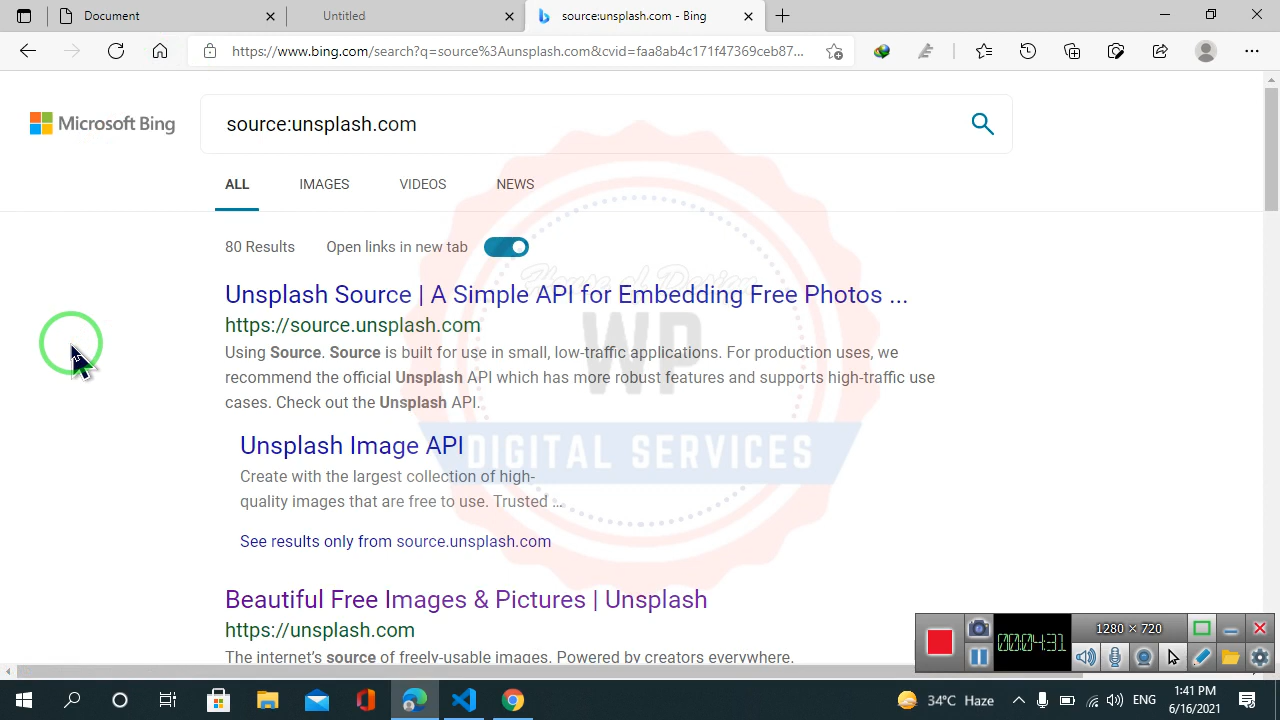 Document
Untitled
source:unsplash.com - Bing
https://www.bing.com/search?q=source%3Aunsplash.com&cvid=faa8ab4c171f47369ceb87...
Microsoft Bing
source:unsplash.com
ALL
IMAGES
VIDEOS
NEWS
80 Results
Open links in new tab
House of Design
WP
DIGITAL SERVICES
Unsplash Source | A Simple API for Embedding Free Photos ...
https://source.unsplash.com
Using Source. Source is built for use in small, low-traffic applications. For production uses, we
recommend the official Unsplash API which has more robust features and supports high-traffic use
cases. Check out the Unsplash API.
Unsplash Image API
Create with the largest collection of high-
quality images that are free to use. Trusted ...
See results only from source.unsplash.com
Beautiful Free Images & Pictures | Unsplash
https://unsplash.com
The internet's source of freely-usable images. Powered by creators everywhere.
00:04:31
1280 × 720
34°C Haze
ENG
1:41 PM
6/16/2021